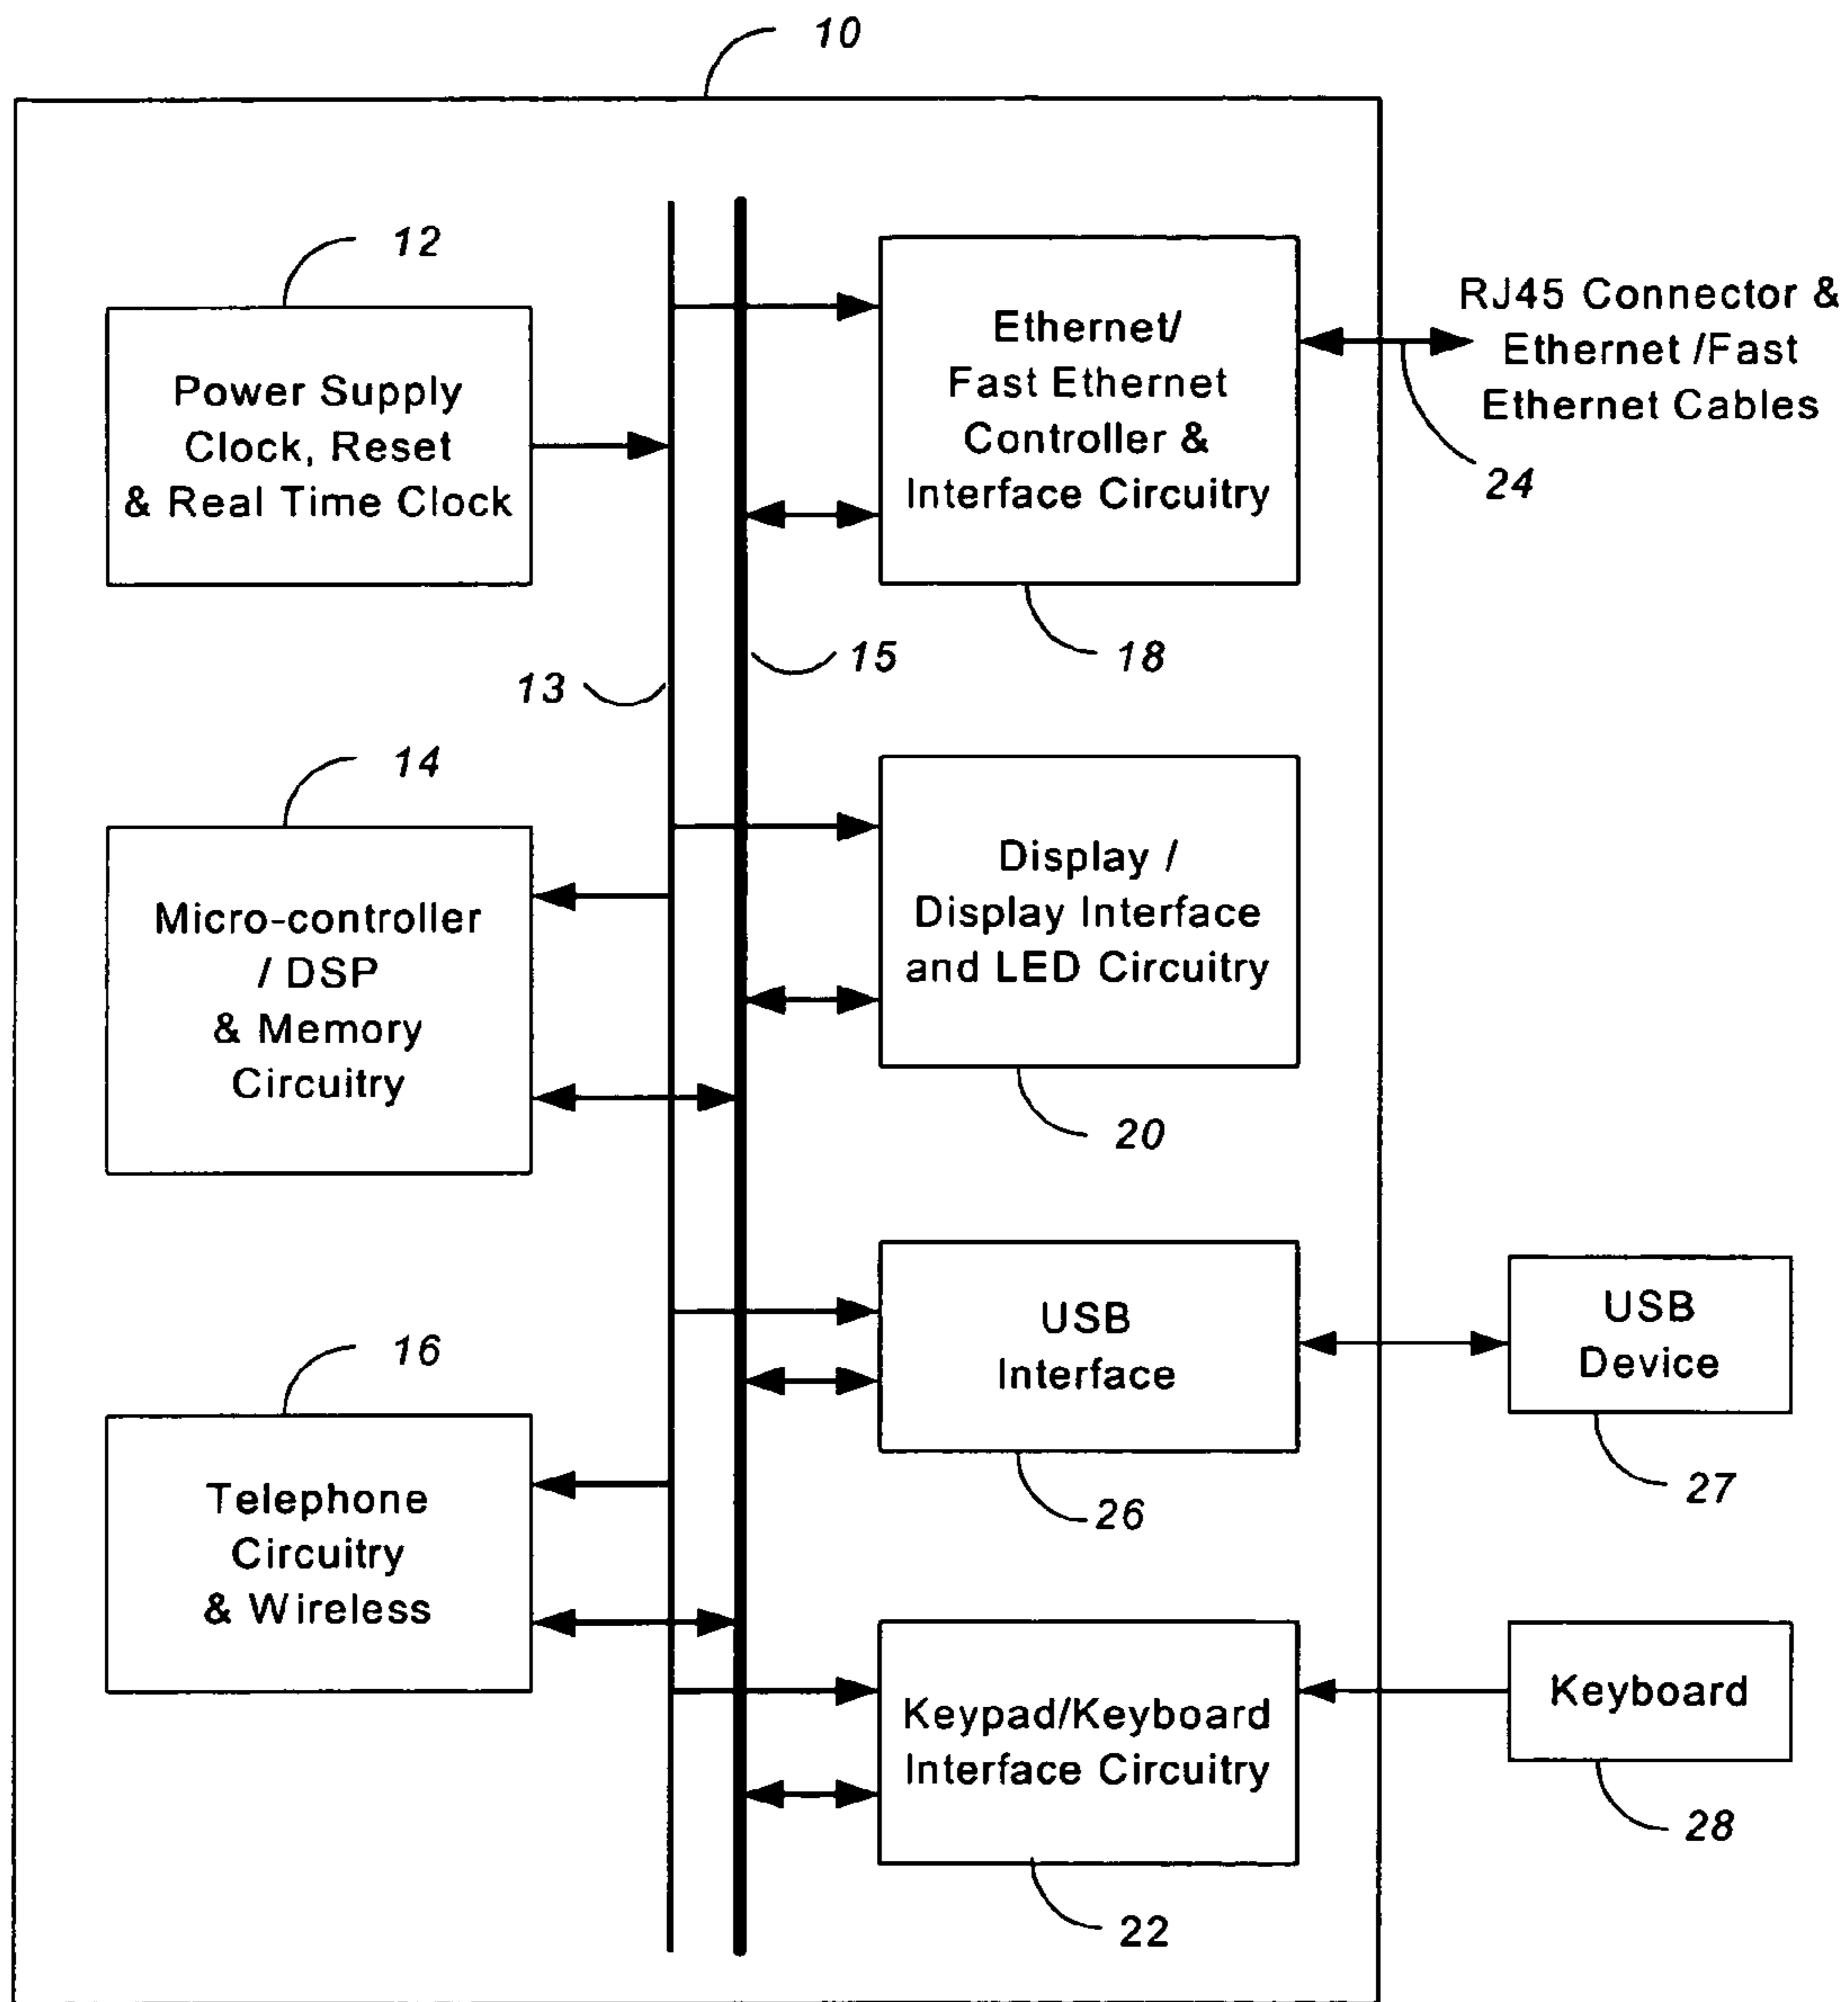 10
12
Power Supply
Clock, Reset
& Real Time Clock
13
15
Ethernet/
Fast Ethernet
Controller &
Interface Circuitry
18
RJ45 Connector &
Ethernet /Fast
Ethernet Cables
24
14
Micro-controller
/ DSP
& Memory
Circuitry
Display /
Display Interface
and LED Circuitry
20
16
Telephone
Circuitry
& Wireless
USB
Interface
26
USB
Device
27
Keypad/Keyboard
Interface Circuitry
22
Keyboard
28